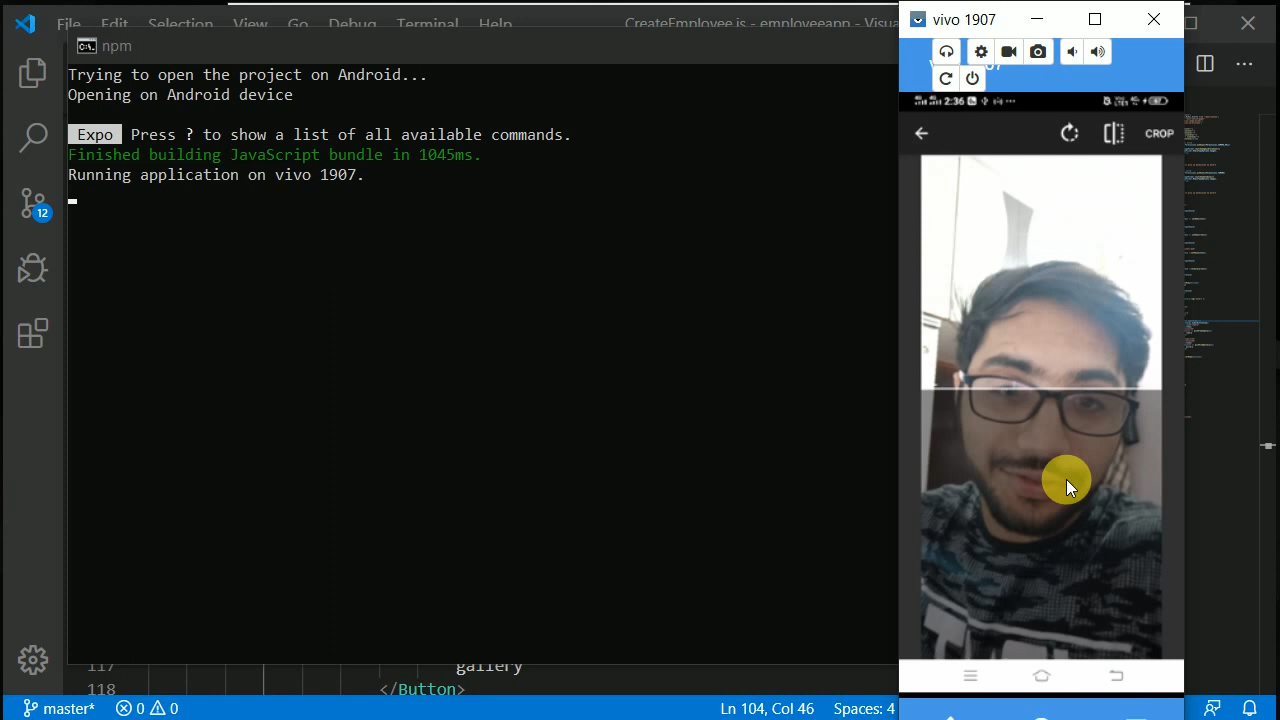 File Edit Selection View Go Debug Terminal Help
CreateEmployee.js - employeeapp - Visua
npm
Trying to open the project on Android...
Opening on Android device
Expo Press ? to show a list of all available commands.
Finished building JavaScript bundle in 1045ms.
Running application on vivo 1907.
12
117 gallery
118 </Button>
master* 0 0 Ln 104, Col 46 Spaces: 4
vivo 1907
2:36
CROP